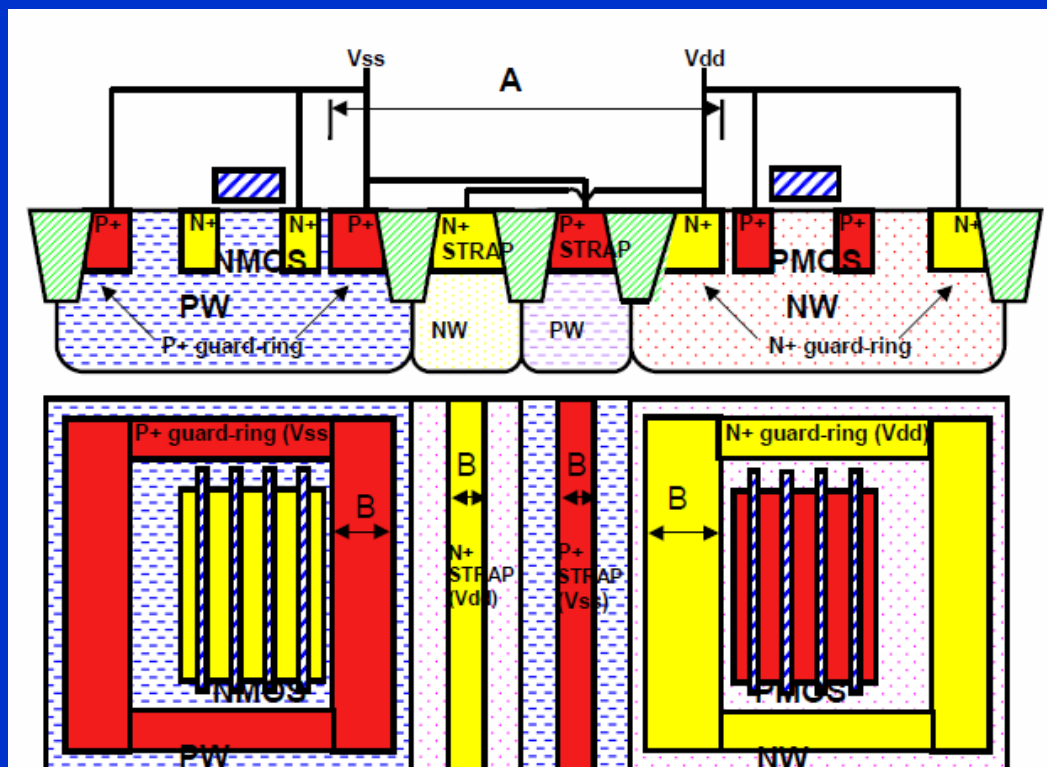 Vss
Vdd
A
P+
N+
N+
P+
N+
STRAP
P+
STRAP
N+
P+
P+
N+
NMOS
PMOS
PW
NW
NW
PW
P+ guard-ring
N+ guard-ring
P+ guard-ring (Vss
N+ guard-ring (Vdd)
B
B
B
B
N+
STRAP
(Vdd)
P+
STRAP
(Vss)
NMOS
PMOS
PW
NW